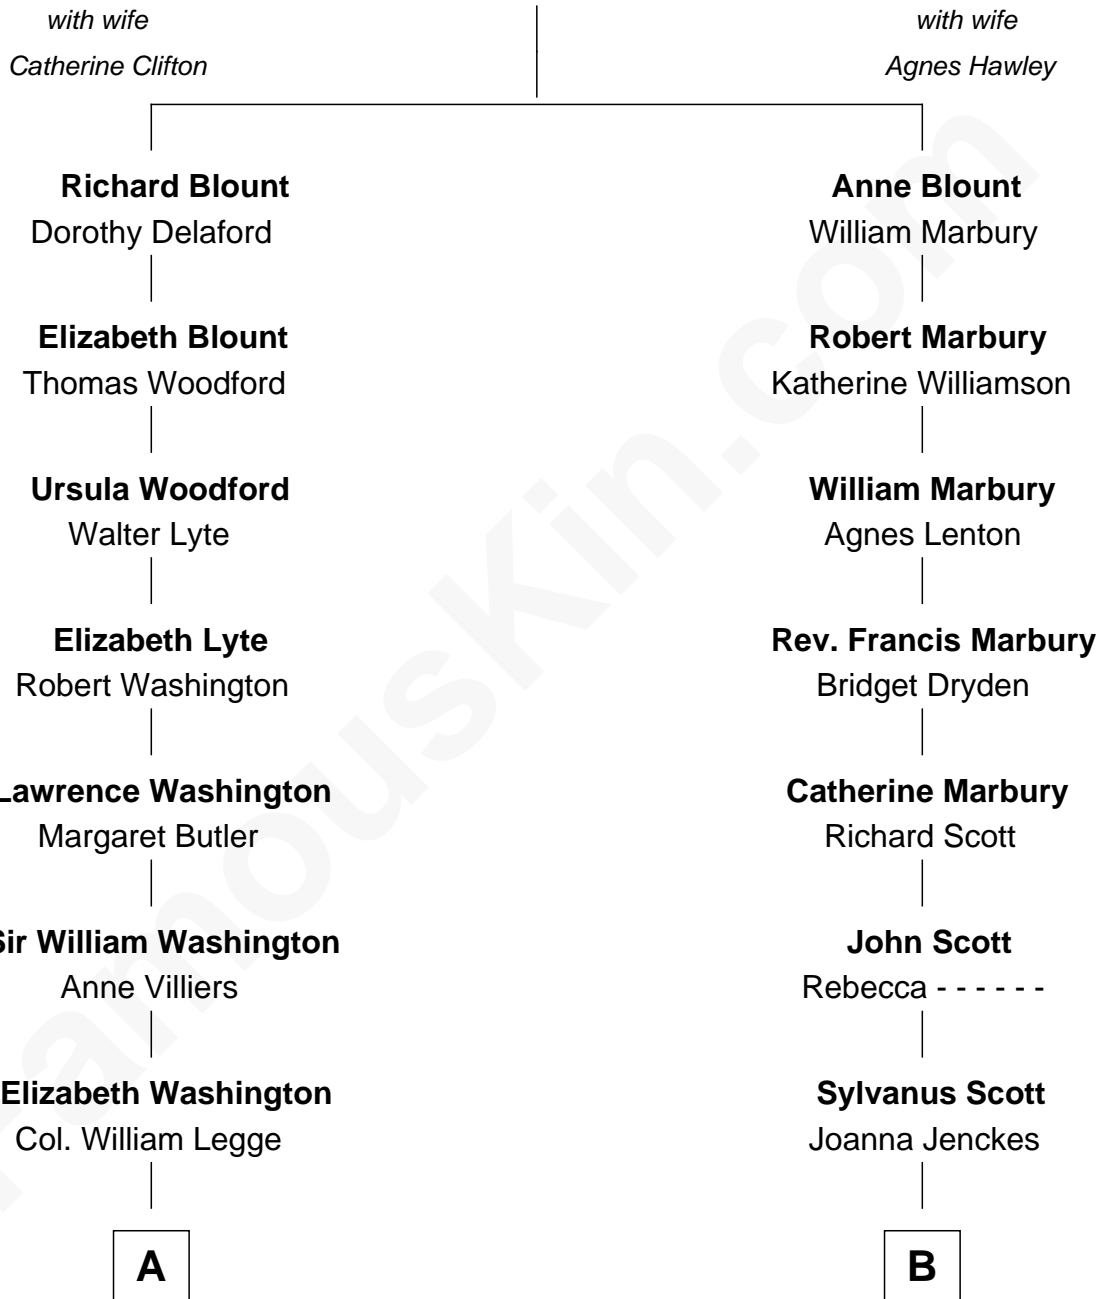 with wife
Catherine Clifton
with wife
Agnes Hawley
Richard Blount
Dorothy Delaford
Anne Blount
William Marbury
Elizabeth Blount
Thomas Woodford
Robert Marbury
Katherine Williamson
Ursula Woodford
Walter Lyte
William Marbury
Agnes Lenton
Elizabeth Lyte
Robert Washington
Rev. Francis Marbury
Bridget Dryden
Lawrence Washington
Margaret Butler
Catherine Marbury
Richard Scott
Sir William Washington
Anne Villiers
John Scott
Rebecca - - - - - -
Elizabeth Washington
Col. William Legge
Sylvanus Scott
Joanna Jenckes
A
B
FamousKin.com